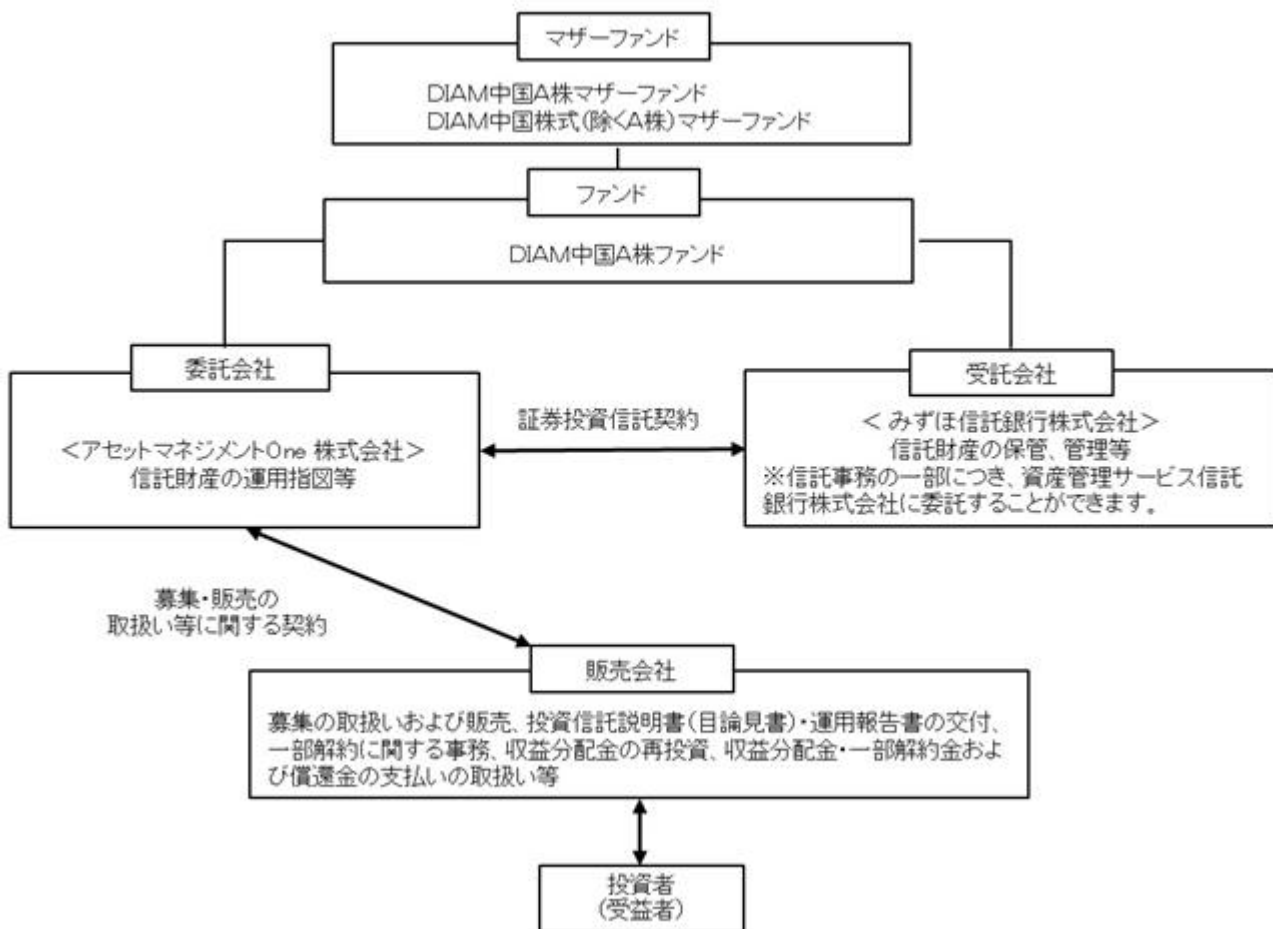 マザーファンド
DIAM中国A株マザーファンド
DIAM中国株式(除くA株)マザーファンド
ファンド
DIAM中国A株ファンド
委託会社
<アセットマネジメントOne 株式会社>
信託財産の運用指図等
証券投資信託契約
受託会社
< みずほ信託銀行株式会社>
信託財産の保管、管理等
※信託事務の一部につき、資産管理サービス信託
銀行株式会社に委託することができます。
募集・販売の
取扱い等に関する契約
販売会社
募集の取扱いおよび販売、投資信託説明書(目論見書)・運用報告書の交付、
一部解約に関する事務、収益分配金の再投資、収益分配金・一部解約金およ
び償還金の支払いの取扱い等
投資者
(受益者)